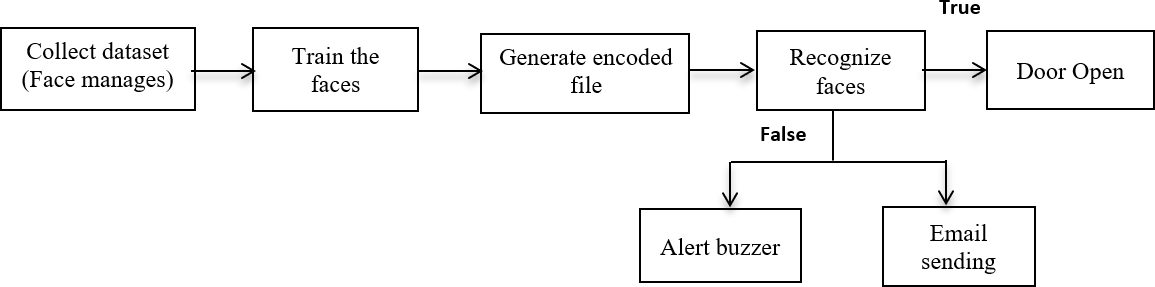 True
Collect dataset
(Face manages)
Train the
faces
Generate encoded
file
Recognize
faces
Door Open
False
Alert buzzer
Email
sending